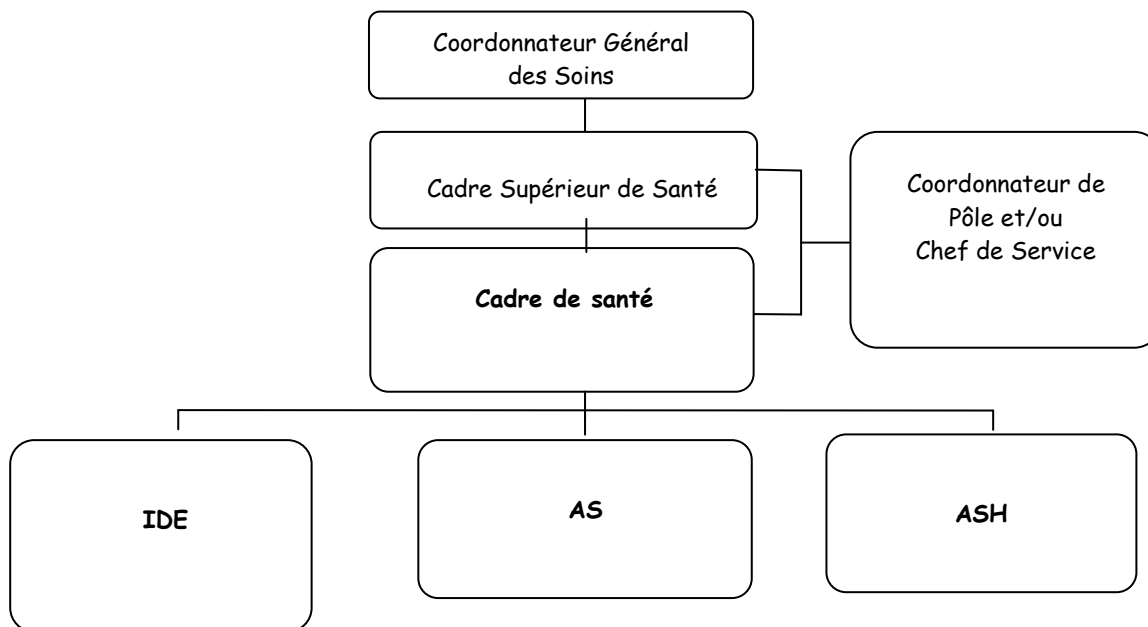 Coordonnateur Général
des Soins
Cadre Supérieur de Santé
Coordonnateur de
Pôle et/ou
Chef de Service
Cadre de santé
IDE
AS
ASH